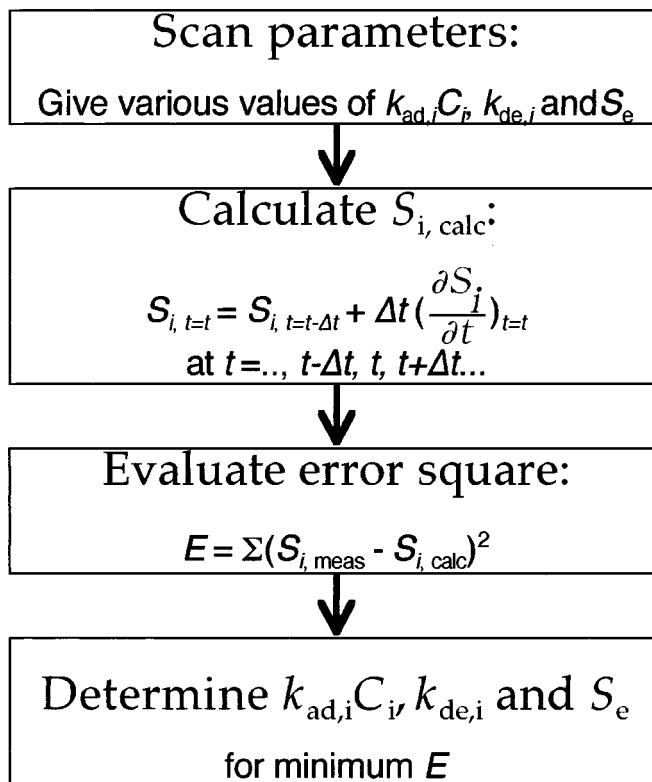 Scan parameters:
Give various values of k_ad,iC_i, k_de,i and S_e
Calculate S_i, calc:
S_i, t=t = S_i, t=t-Δt + Δt (∂S_i/∂t)_t=t
at t=.., t-Δt, t, t+Δt...
Evaluate error square:
E = Σ(S_i, meas - S_i, calc)²
Determine k_ad,iC_i, k_de,i and S_e
for minimum E